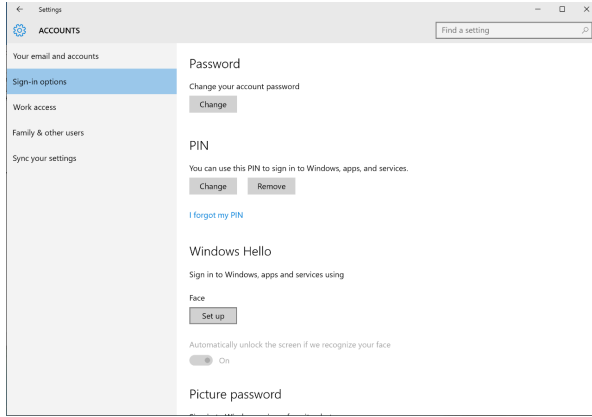 Settings
ACCOUNTS
Find a setting
Your email and accounts
Sign-in options
Work access
Family & other users
Sync your settings
Password
Change your account password
Change
PIN
You can use this PIN to sign in to Windows, apps, and services.
Change Remove
I forgot my PIN
Windows Hello
Sign in to Windows, apps and services using
Face
Set up
Automatically unlock the screen if we recognize your face
On
Picture password